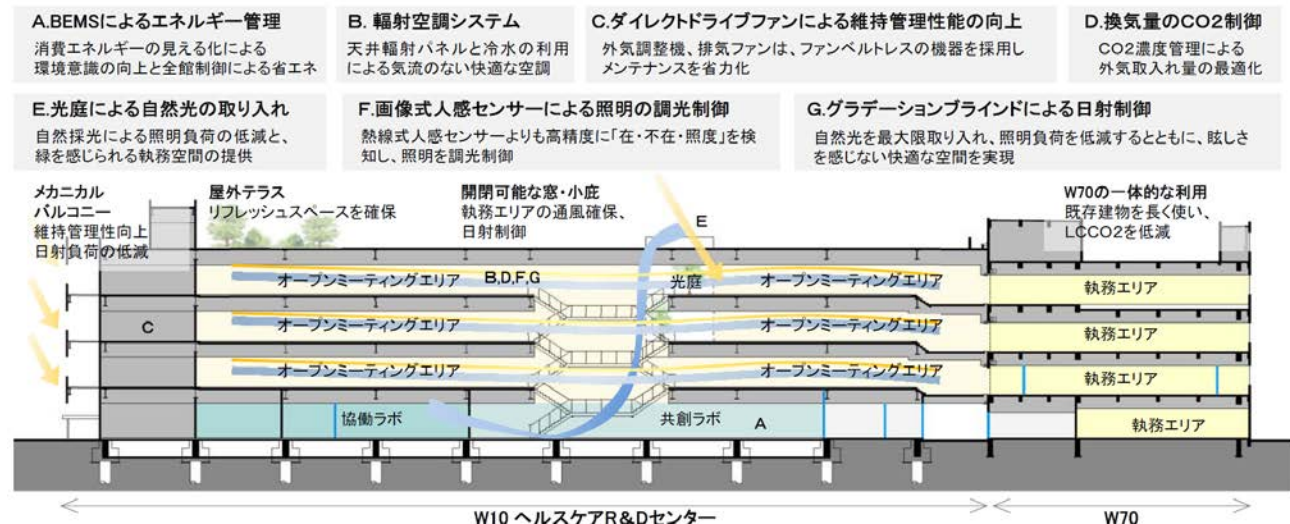 A.BEMSによるエネルギー管理
消費エネルギーの見える化による
環境意識の向上と全館制御による省エネ
B. 輻射空調システム
天井輻射パネルと冷水の利用
による気流のない快適な空調
C.ダイレクトドライブファンによる維持管理性能の向上
外気調整機、排気ファンは、ファンベルトレスの機器を採用し
メンテナンスを省力化
D.換気量のCO2制御
CO2濃度管理による
外気取入れ量の最適化
E.光庭による自然光の取り入れ
自然採光による照明負荷の低減と、
緑を感じられる執務空間の提供
F.画像式人感センサーによる照明の調光制御
熱線式人感センサーよりも高精度に「在・不在・照度」を検
知し、照明を調光制御
G.グラデーションブラインドによる日射制御
自然光を最大限取り入れ、照明負荷を低減するとともに、眩しさ
を感じない快適な空間を実現
メカニカル
バルコニー
維持管理性向上
日射負荷の低減
屋外テラス
リフレッシュスペースを確保
開閉可能な窓・小庇
執務エリアの通風確保、
日射制御
E
W70の一体的な利用
既存建物を長く使い、
LCCO2を低減
オープンミーティングエリア
B,D,F,G
光庭
オープンミーティングエリア
執務エリア
C
オープンミーティングエリア
オープンミーティングエリア
執務エリア
オープンミーティングエリア
オープンミーティングエリア
執務エリア
協働ラボ
共創ラボ
A
執務エリア
W10 ヘルスケアR&Dセンター
W70